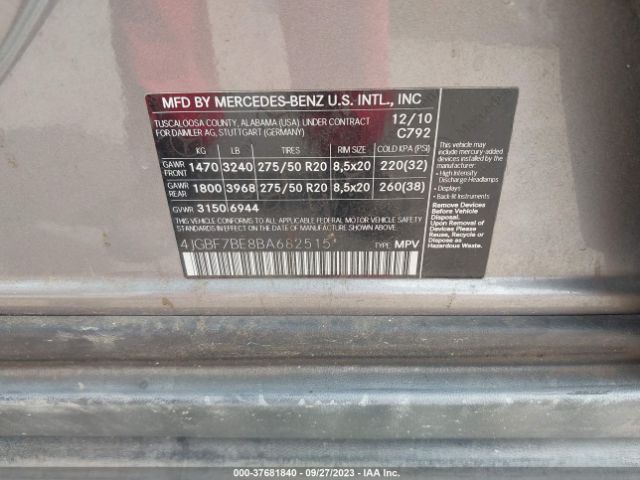 MFD BY MERCEDES-BENZ U.S. INTL., INC
TUSCALOOSA COUNTY, ALABAMA (USA) UNDER CONTRACT
FOR DAIMLER AG, STUTTGART (GERMANY)
12/10
C792
KG LB TIRES RIM SIZE COLD KPA (PSI)
GAWR FRONT 1470 3240 275/50 R20 8,5x20 220(32)
GAWR REAR 1800 3968 275/50 R20 8,5x20 260(38)
GVWR 3150 6944
THIS VEHICLE CONFORMS TO ALL APPLICABLE FEDERAL MOTOR
VEHICLE SAFETY STANDARDS IN EFFECT ON THE DATE OF
MANUFACTURE SHOWN ABOVE.
4JGBF7BE8BA682515
TYPE MPV
This vehicle may
include mercury-added
devices installed by the
manufacturer:
• High Intensity
Discharge Headlamps
• Displays
• Back-lit Instruments
Remove Devices
Before Vehicle
Disposal.
Upon Removal of
Devices Please
Reuse, Recycle or
Dispose as
Hazardous Waste.
000-37681840 - 09/27/2023 - IAA Inc.